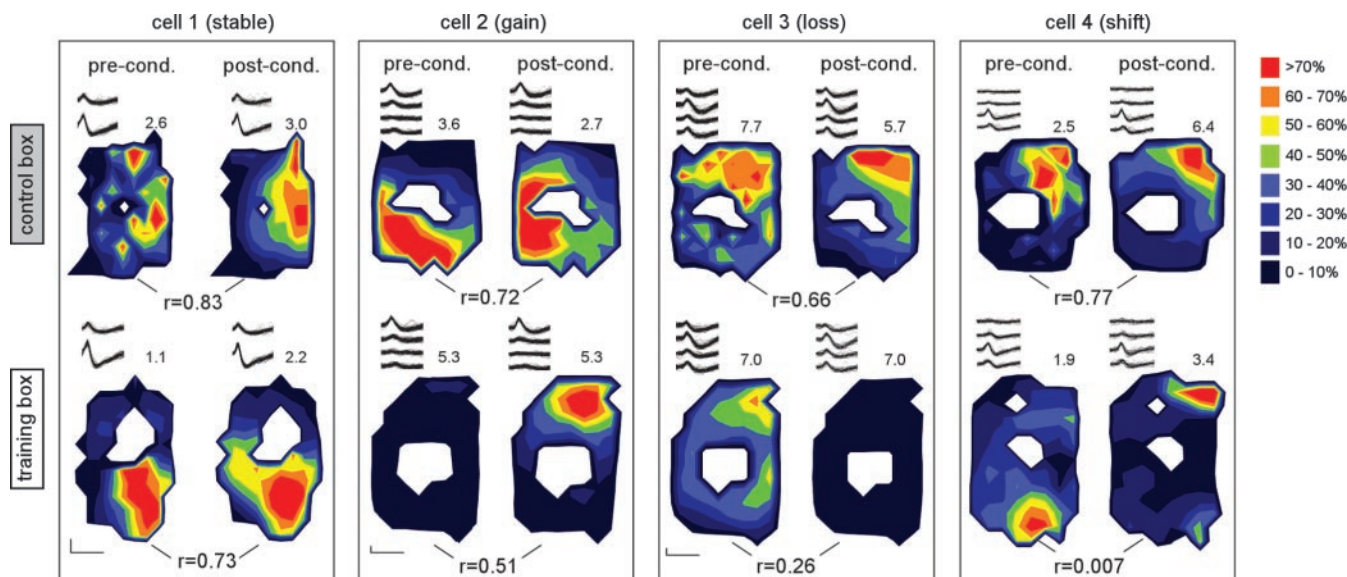 cell 1 (stable) cell 2 (gain) cell 3 (loss) cell 4 (shift)
pre-cond. post-cond. pre-cond. post-cond. pre-cond. post-cond. pre-cond. post-cond.
>70%
60 - 70%
50 - 60%
40 - 50%
30 - 40%
20 - 30%
10 - 20%
0 - 10%
control box
2.6 3.0 3.6 2.7 7.7 5.7 2.5 6.4
r=0.83 r=0.72 r=0.66 r=0.77
training box
1.1 2.2 5.3 5.3 7.0 7.0 1.9 3.4
r=0.73 r=0.51 r=0.26 r=0.007